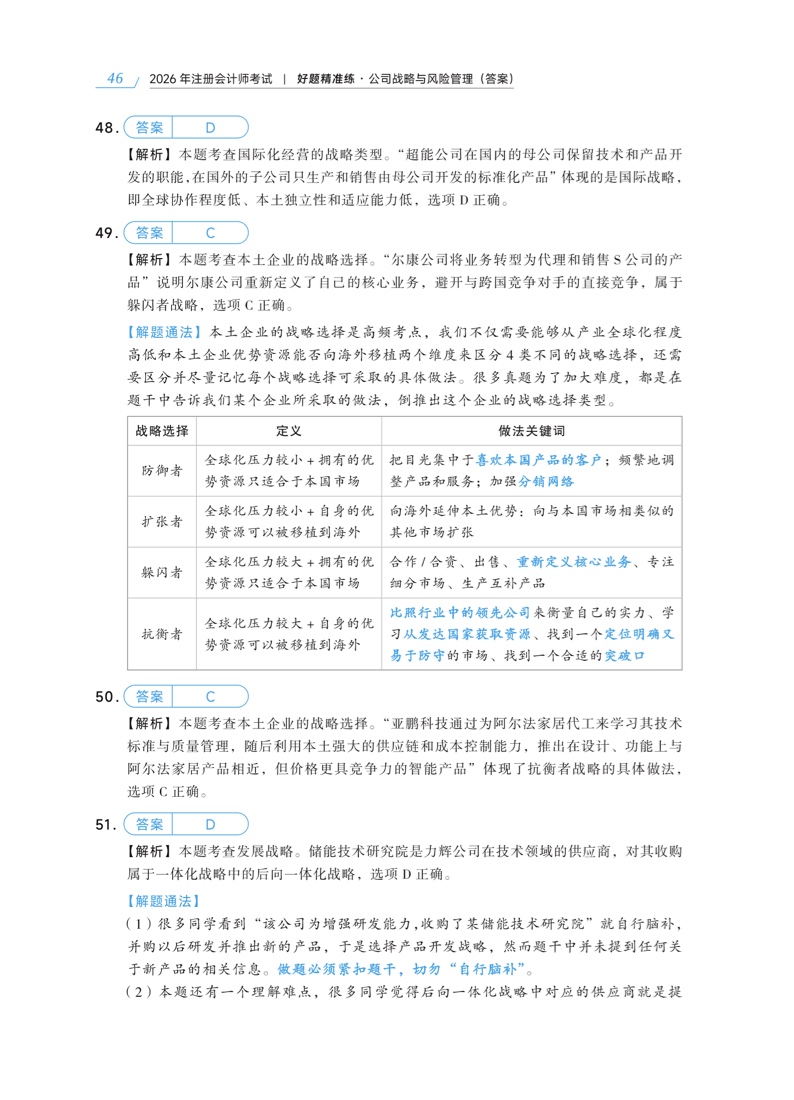 46 2026 年注册会计师考试 | 好题精准练·公司战略与风险管理（答案）
48. 答案 D
【解析】本题考查国际化经营的战略类型。“超能公司在国内的母公司保留技术和产品开
发的职能，在国外的子公司只生产和销售由母公司开发的标准化产品”体现的是国际战略，
即全球协作程度低、本土独立性和适应能力低，选项 D 正确。
49. 答案 C
【解析】本题考查本土企业的战略选择。“尔康公司将业务转型为代理和销售 S 公司的产
品”说明尔康公司重新定义了自己的核心业务，避开与跨国竞争对手的直接竞争，属于
躲闪者战略，选项 C 正确。
【解题通法】本土企业的战略选择是高频考点，我们不仅需要能够从产业全球化程度
高低和本土企业优势资源能否向海外移植两个维度来区分 4 类不同的战略选择，还需
要区分并尽量记忆每个战略选择可采取的具体做法。很多真题为了加大难度，都是在
题干中告诉我们某个企业所采取的做法，倒推出这个企业的战略选择类型。
战略选择 定义 做法关键词
防御者 全球化压力较小 + 拥有的优 把目光集中于喜欢本国产品的客户；频繁地调
势资源只适合于本国市场 整产品和服务；加强分销网络
扩张者 全球化压力较小 + 自身的优 向海外延伸本土优势：向与本国市场相类似的
势资源可以被移植到海外 其他市场扩张
躲闪者 全球化压力较大 + 拥有的优 合作 / 合资、出售、重新定义核心业务、专注
势资源只适合于本国市场 细分市场、生产互补产品
抗衡者 全球化压力较大 + 自身的优 比照行业中的领先公司来衡量自己的实力、学
势资源可以被移植到海外 习从发达国家获取资源、找到一个定位明确又
易于防守的市场、找到一个合适的突破口
50. 答案 C
【解析】本题考查本土企业的战略选择。“亚鹏科技通过为阿尔法家居代工来学习其技术
标准与质量管理，随后利用本土强大的供应链和成本控制能力，推出在设计、功能上与
阿尔法家居产品相近，但价格更具竞争力的智能产品”体现了抗衡者战略的具体做法，
选项 C 正确。
51. 答案 D
【解析】本题考查发展战略。储能技术研究院是力辉公司在技术领域的供应商，对其收购
属于一体化战略中的后向一体化战略，选项 D 正确。
【解题通法】
（1）很多同学看到“该公司为增强研发能力，收购了某储能技术研究院”就自行脑补，
并购以后研发并推出新的产品，于是选择产品开发战略，然而题干中并未提到任何关
于新产品的相关信息。做题必须紧扣题干，切勿“自行脑补”。
（2）本题还有一个理解难点，很多同学觉得后向一体化战略中对应的供应商就是提